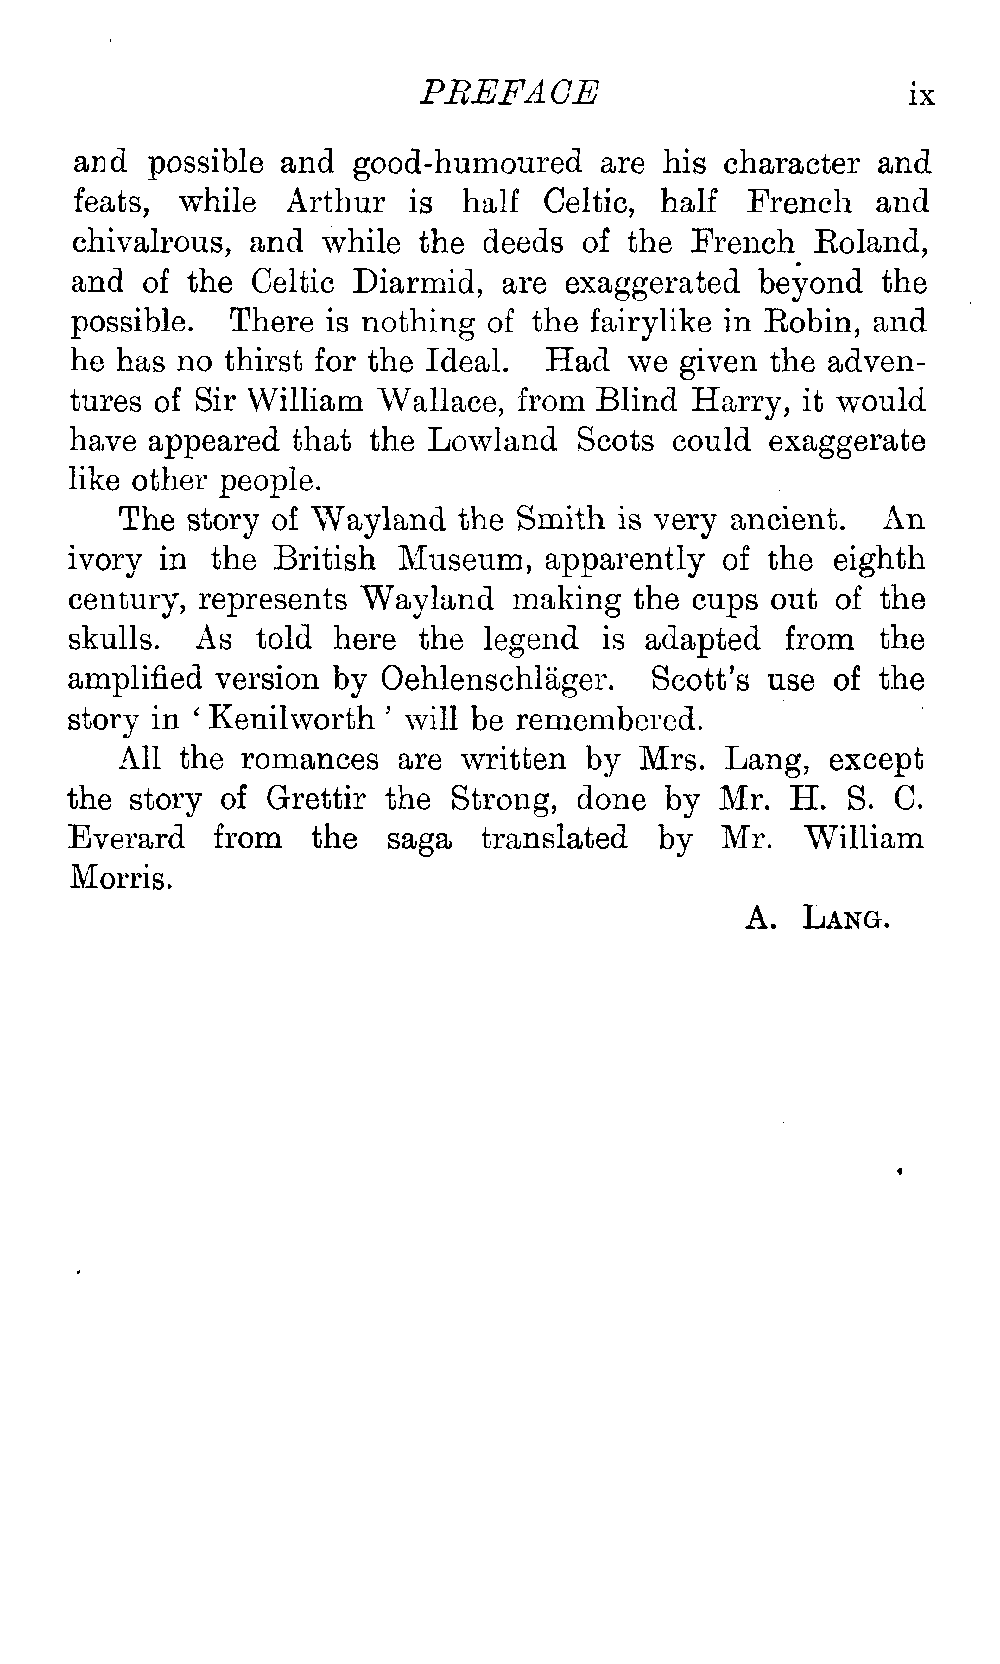 PREFACE ix
and possible and good-humoured are his character and
feats, while Arthur is half Celtic, half French and
chivalrous, and while the deeds of the French Roland,
and of the Celtic Diarmid, are exaggerated beyond the
possible. There is nothing of the fairylike in Robin, and
he has no thirst for the Ideal. Had we given the adven-
tures of Sir William Wallace, from Blind Harry, it would
have appeared that the Lowland Scots could exaggerate
like other people.
The story of Wayland the Smith is very ancient. An
ivory in the British Museum, apparently of the eighth
century, represents Wayland making the cups out of the
skulls. As told here the legend is adapted from the
amplified version by Oehlenschläger. Scott's use of the
story in ‘Kenilworth’ will be remembered.
All the romances are written by Mrs. Lang, except
the story of Grettir the Strong, done by Mr. H. S. C.
Everard from the saga translated by Mr. William
Morris.
A. LANG.